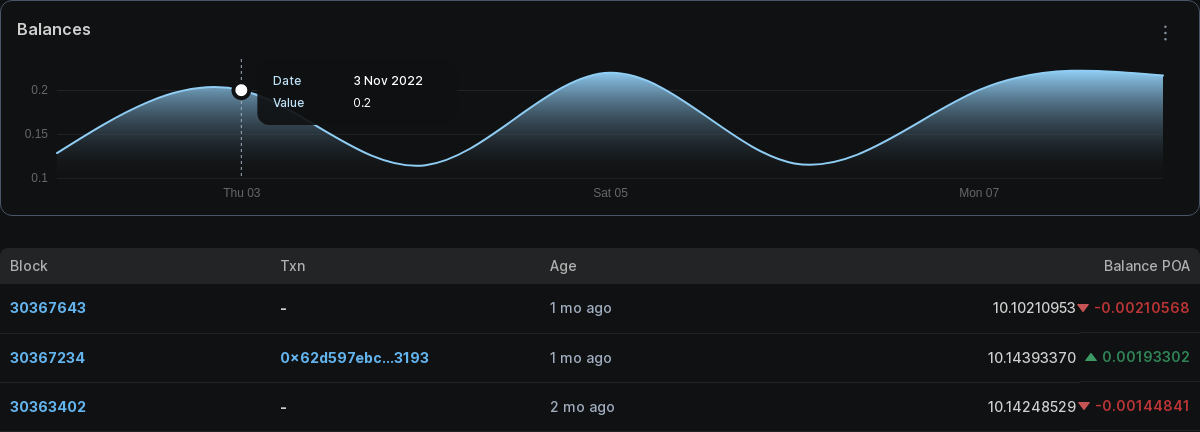 Balances
Date 3 Nov 2022
Value 0.2
0.2
0.15
0.1
Thu 03 Sat 05 Mon 07
Block Txn Age Balance POA
30367643 - 1 mo ago 10.10210953 -0.00210568
30367234 0×62d597ebc...3193 1 mo ago 10.14393370 0.00193302
30363402 - 2 mo ago 10.14248529 -0.00144841